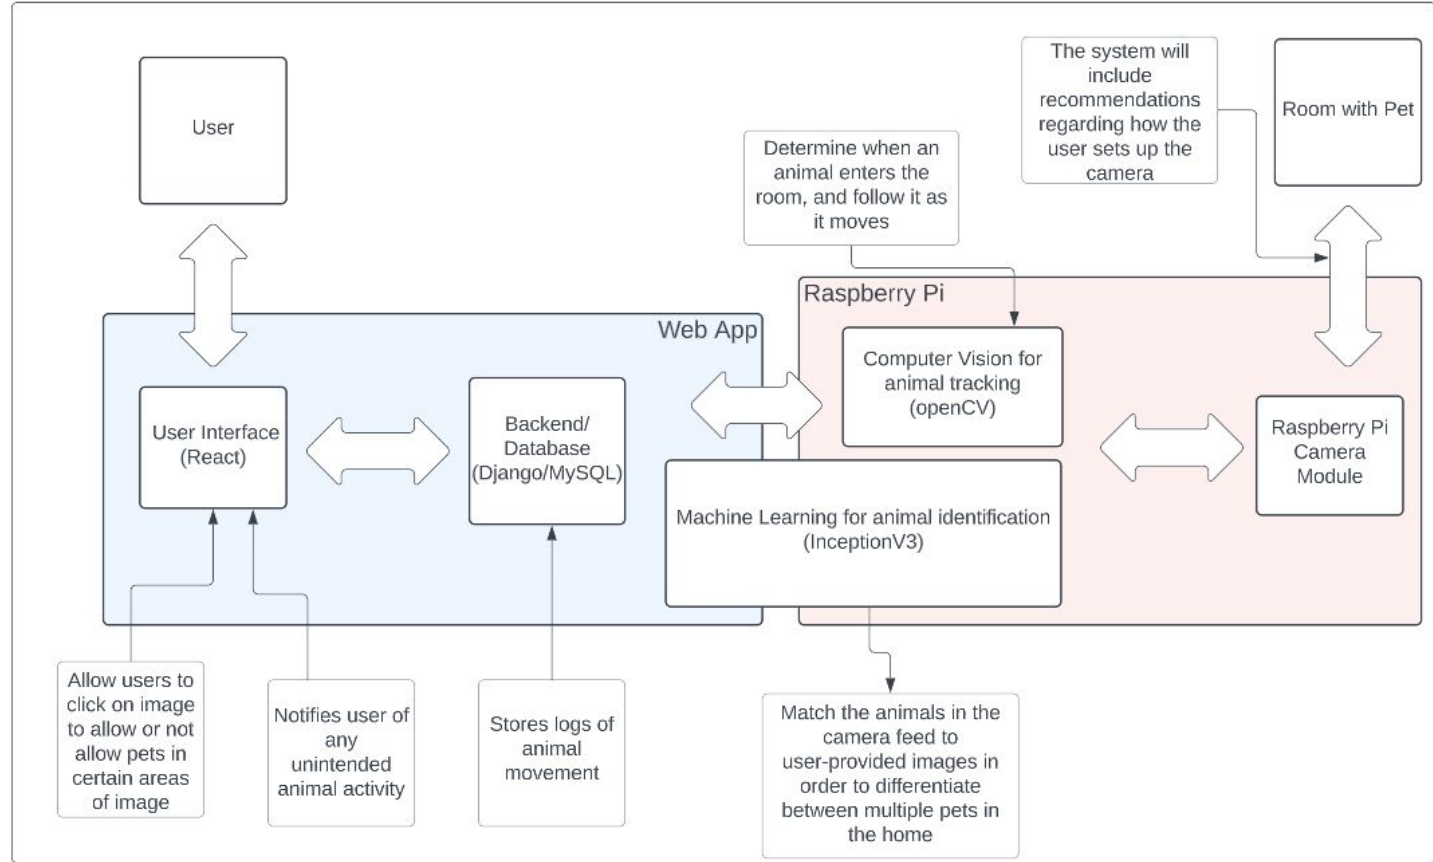 User
The system will
include
recommendations
regarding how the
user sets up the
camera
Room with Pet
Determine when an
animal enters the
room, and follow it as
it moves
Web App
Raspberry Pi
User Interface
(React)
Backend/
Database
(Django/MySQL)
Computer Vision for
animal tracking
(openCV)
Raspberry Pi
Camera
Module
Machine Learning for animal identification
(InceptionV3)
Allow users to
click on image
to allow or not
allow pets in
certain areas
of image
Notifies user of
any
unintended
animal activity
Stores logs of
animal
movement
Match the animals in the
camera feed to
user-provided images in
order to differentiate
between multiple pets in
the home